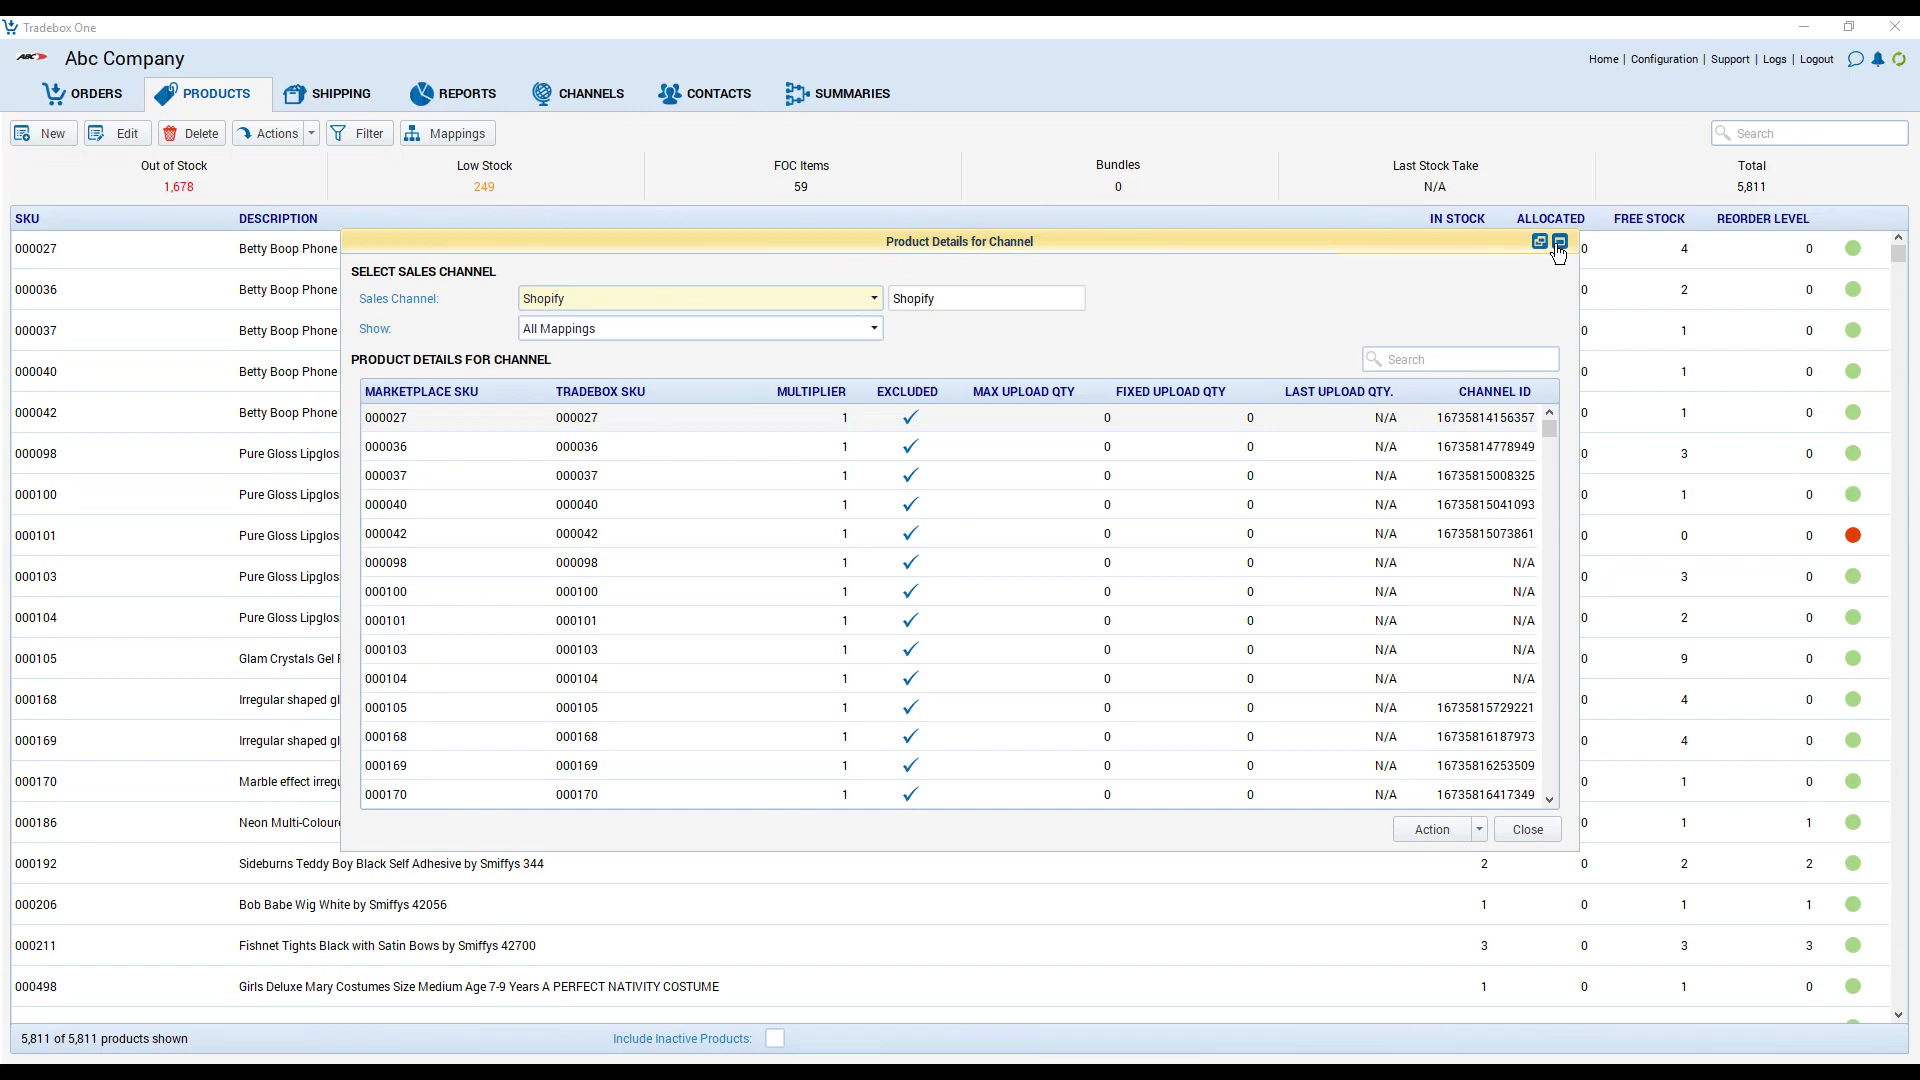 Tradebox One
ABC Abc Company
Home | Configuration | Support | Logs | Logout
ORDERS PRODUCTS SHIPPING REPORTS CHANNELS CONTACTS SUMMARIES
New Edit Delete Actions Filter Mappings Search
Out of Stock Low Stock FOC Items Bundles Last Stock Take Total
1,678 249 59 0 N/A 5,811
SKU DESCRIPTION IN STOCK ALLOCATED FREE STOCK REORDER LEVEL
Product Details for Channel
000027 Betty Boop Phone 0 4 0
SELECT SALES CHANNEL
000036 Betty Boop Phone 0 2 0
Sales Channel: Shopify Shopify
000037 Betty Boop Phone 0 1 0
Show: All Mappings
PRODUCT DETAILS FOR CHANNEL Search
000040 Betty Boop Phone 0 1 0
MARKETPLACE SKU TRADEBOX SKU MULTIPLIER EXCLUDED MAX UPLOAD QTY FIXED UPLOAD QTY LAST UPLOAD QTY. CHANNEL ID
000042 Betty Boop Phone 0 1 0
000027 000027 1 0 0 N/A 16735814156357
000036 000036 1 0 0 N/A 16735814778949
000098 Pure Gloss Lipglos 0 3 0
000037 000037 1 0 0 N/A 16735815008325
000100 Pure Gloss Lipglos 0 1 0
000040 000040 1 0 0 N/A 16735815041093
000042 000042 1 0 0 N/A 16735815073861
000101 Pure Gloss Lipglos 0 0 0
000098 000098 1 0 0 N/A N/A
000103 Pure Gloss Lipglos 0 3 0
000100 000100 1 0 0 N/A N/A
000104 Pure Gloss Lipglos 0 2 0
000101 000101 1 0 0 N/A N/A
000103 000103 1 0 0 N/A N/A
000105 Glam Crystals Gel 0 9 0
000104 000104 1 0 0 N/A N/A
000168 Irregular shaped gl 0 4 0
000105 000105 1 0 0 N/A 16735815729221
000168 000168 1 0 0 N/A 16735816187973
000169 Irregular shaped gl 0 4 0
000169 000169 1 0 0 N/A 16735816253509
000170 Marble effect irregu 0 1 0
000170 000170 1 0 0 N/A 16735816417349
000186 Neon Multi-Coloure 0 1 1
Action Close
000192 Sideburns Teddy Boy Black Self Adhesive by Smiffys 344 2 0 2 2
000206 Bob Babe Wig White by Smiffys 42056 1 0 1 1
000211 Fishnet Tights Black with Satin Bows by Smiffys 42700 3 0 3 3
000498 Girls Deluxe Mary Costumes Size Medium Age 7-9 Years A PERFECT NATIVITY COSTUME 1 0 1 0
5,811 of 5,811 products shown Include Inactive Products: